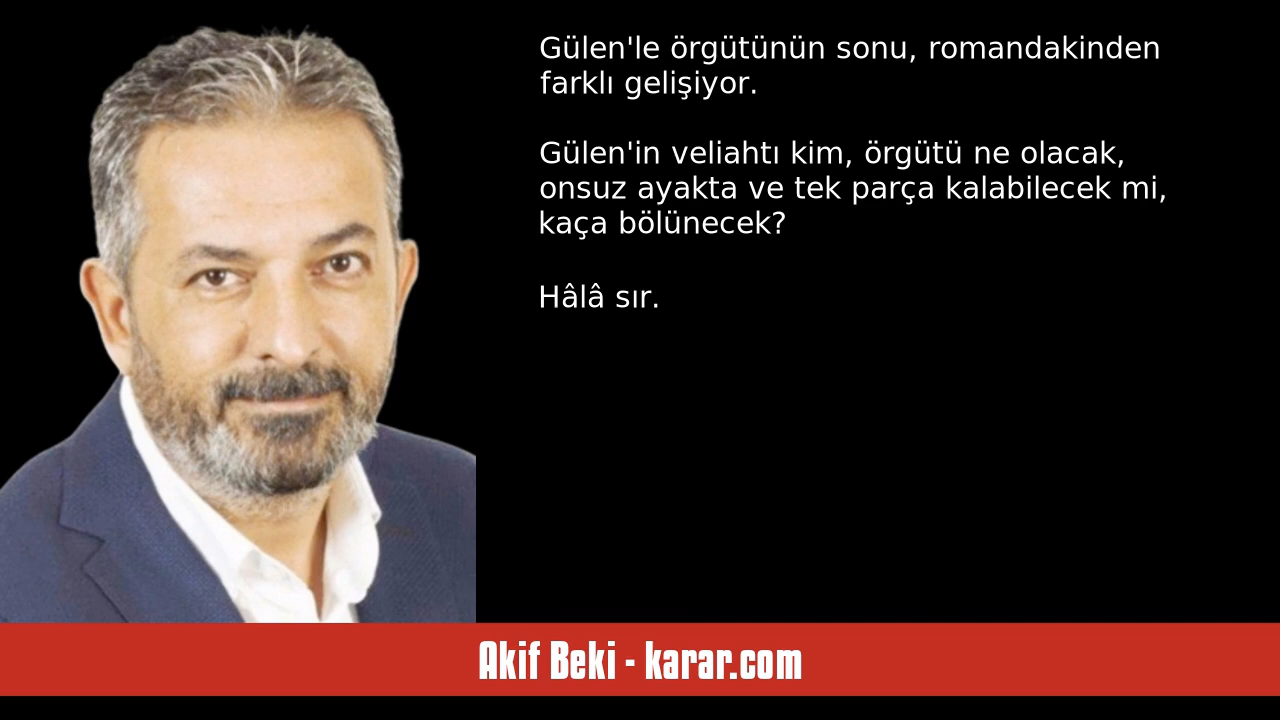 Gülen'le örgütünün sonu, romandakinden
farklı gelişiyor.
Gülen'in veliahtı kim, örgütü ne olacak,
onsuz ayakta ve tek parça kalabilecek mi,
kaça bölünecek?
Hâlâ sır.
Akif Beki - karar.com